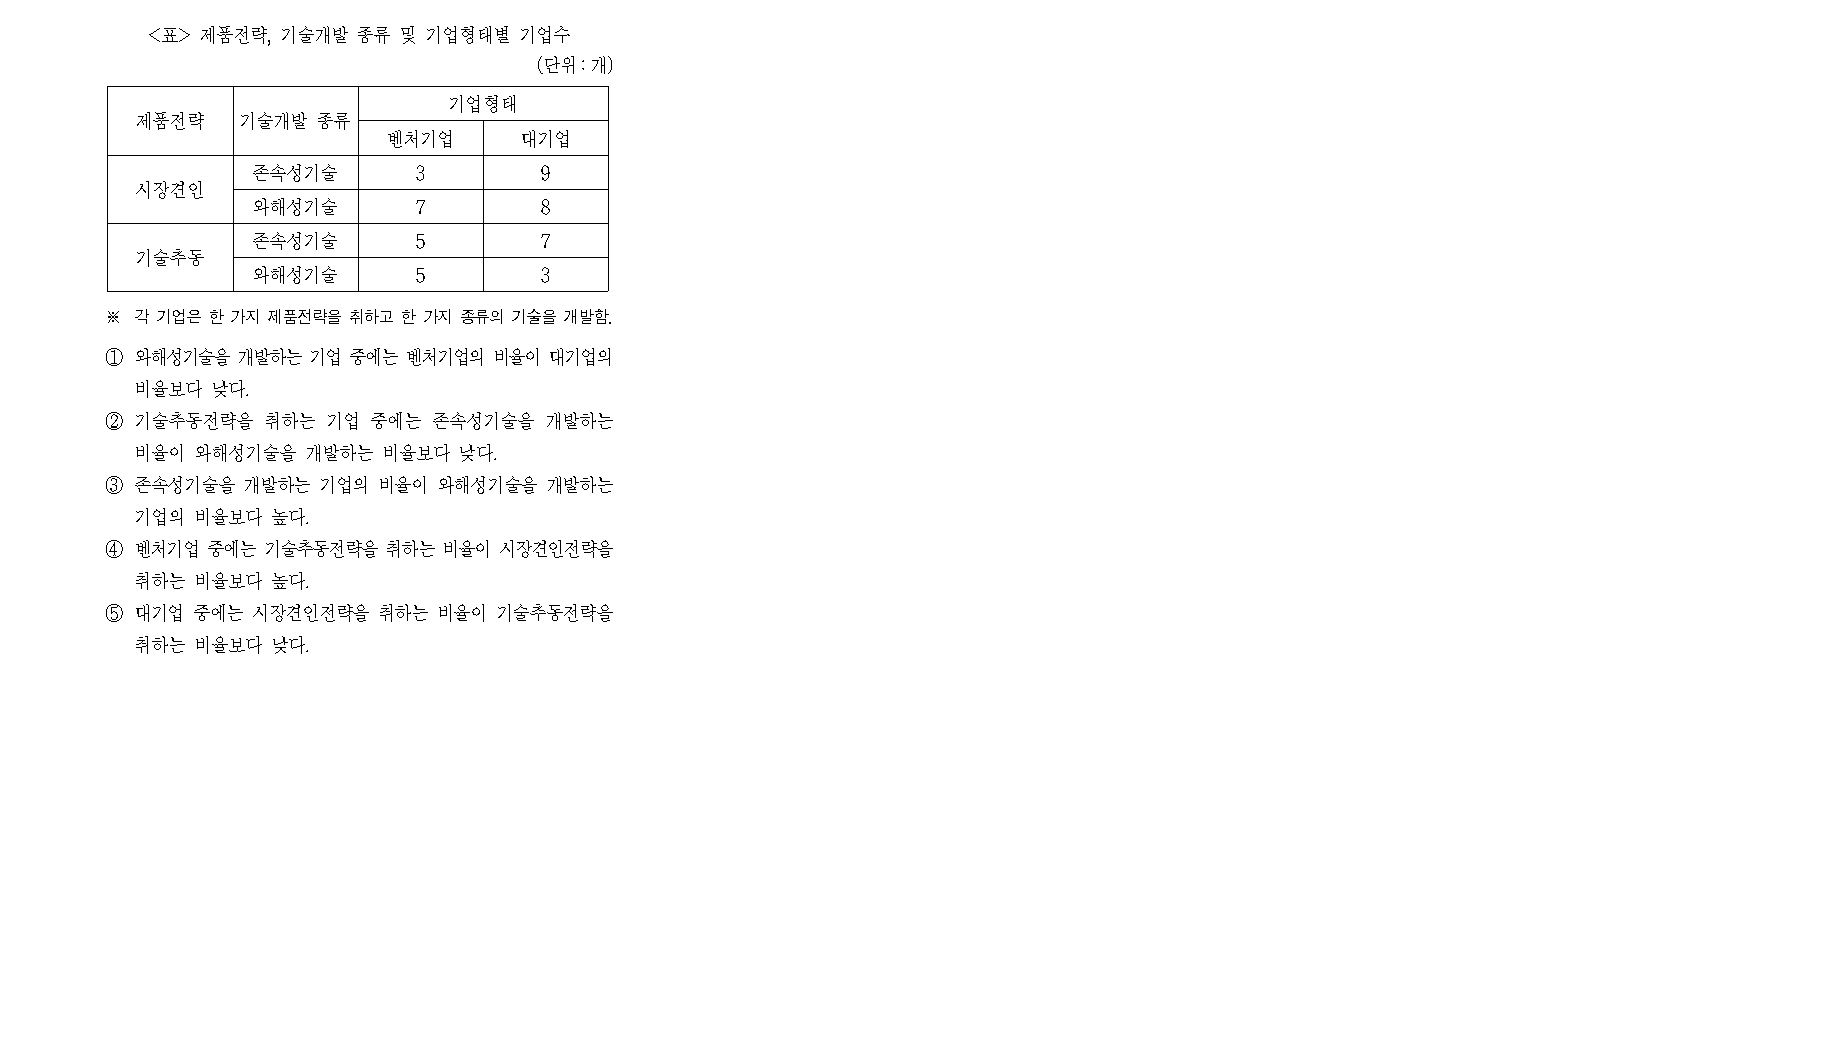 <표> 제품전략, 기술개발 종류 및 기업형태별 기업수
(단위 : 개)
제품전략 기술개발 종류 기업형태
벤처기업 대기업
시장견인 존속성기술 3 9
와해성기술 7 8
기술추동 존속성기술 5 7
와해성기술 5 3
※ 각 기업은 한 가지 제품전략을 취하고 한 가지 종류의 기술을 개발함.
① 와해성기술을 개발하는 기업 중에는 벤처기업의 비율이 대기업의
비율보다 낮다.
② 기술추동전략을 취하는 기업 중에는 존속성기술을 개발하는
비율이 와해성기술을 개발하는 비율보다 낮다.
③ 존속성기술을 개발하는 기업의 비율이 와해성기술을 개발하는
기업의 비율보다 높다.
④ 벤처기업 중에는 기술추동전략을 취하는 비율이 시장견인전략을
취하는 비율보다 높다.
⑤ 대기업 중에는 시장견인전략을 취하는 비율이 기술추동전략을
취하는 비율보다 낮다.